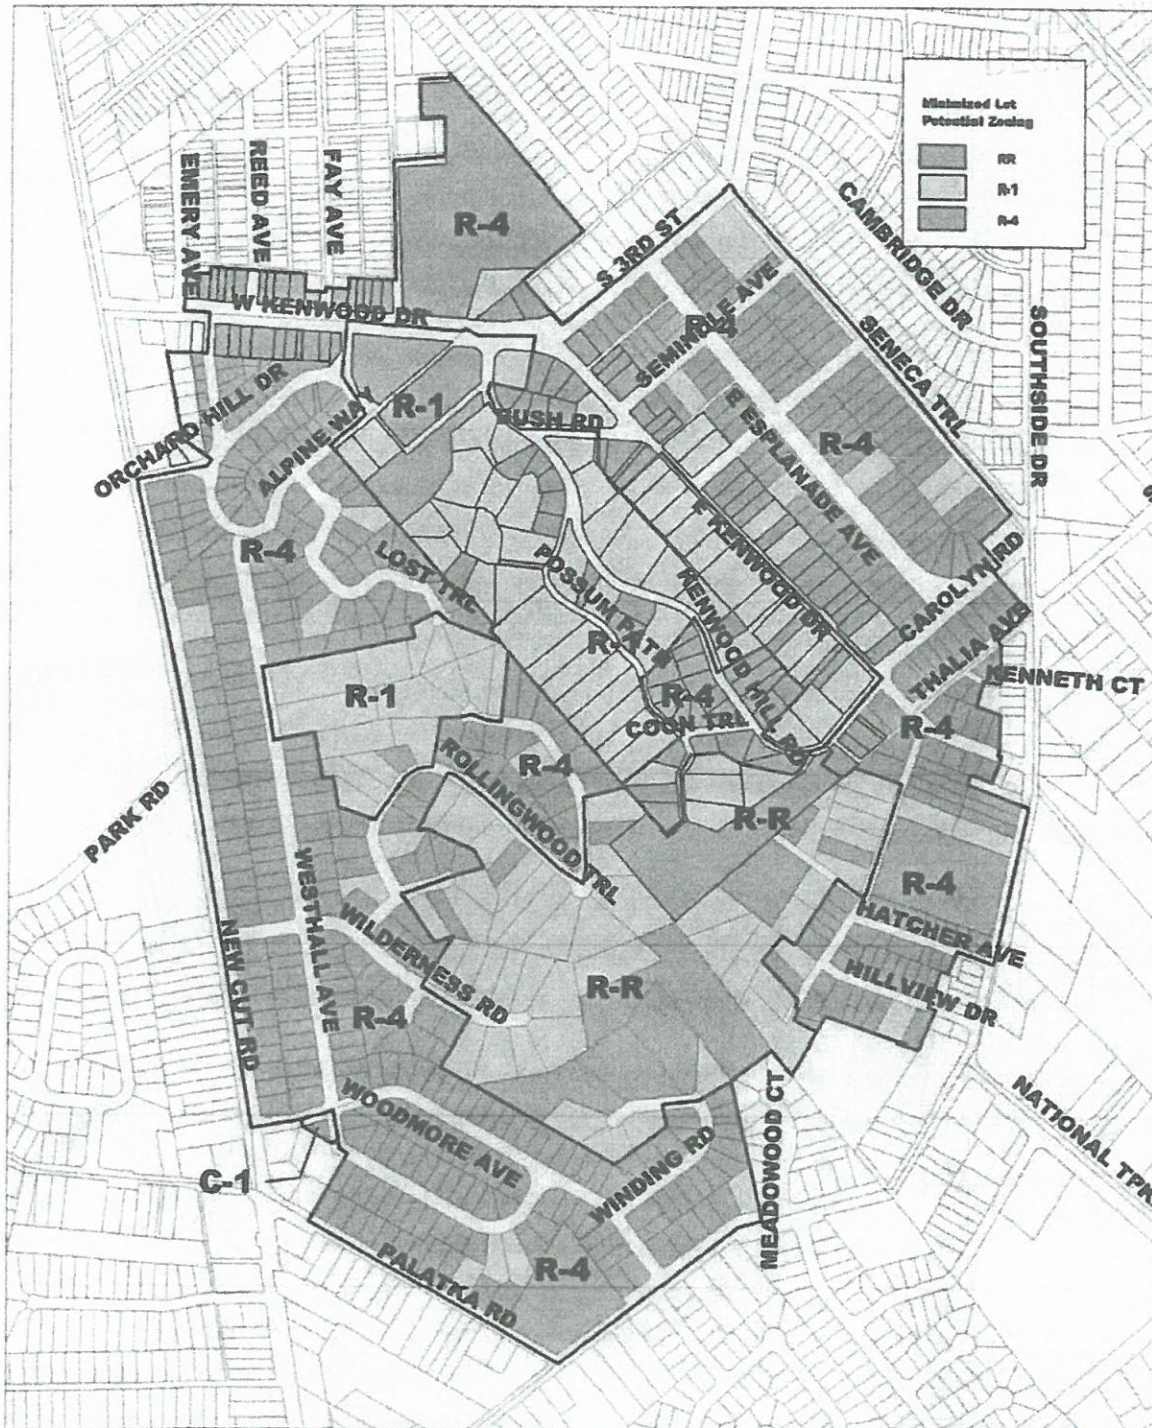 Minimized Lot
Potential Zoning
RR
R-1
R-4
EMERY AVE
REED AVE
FAY AVE
R-4
S 3RD ST
CAMBRIDGE DR
W KENWOOD DR
SEMINOLE AVE
SENECA TRL
SOUTHSIDE DR
ORCHARD HILL DR
ALPINE WAY
R-1
RUSH RD
E ESPLANADE AVE
R-4
R-4
LOST TRL
POSSUM PATH
E KENWOOD DR
KENWOOD HILL RD
CAROLYN RD
THALIA AVE
KENNETH CT
R-1
R-4
COON TRL
R-4
ROLLINGWOOD TRL
R-4
R-R
PARK RD
WESTHALL AVE
R-4
HATCHER AVE
WILDERNESS RD
HILLVIEW DR
NEW CUT RD
R-4
R-R
NATIONAL TPK
WOODMORE AVE
MEADOWOOD CT
WINDING RD
C-1
PALATKA RD
R-4